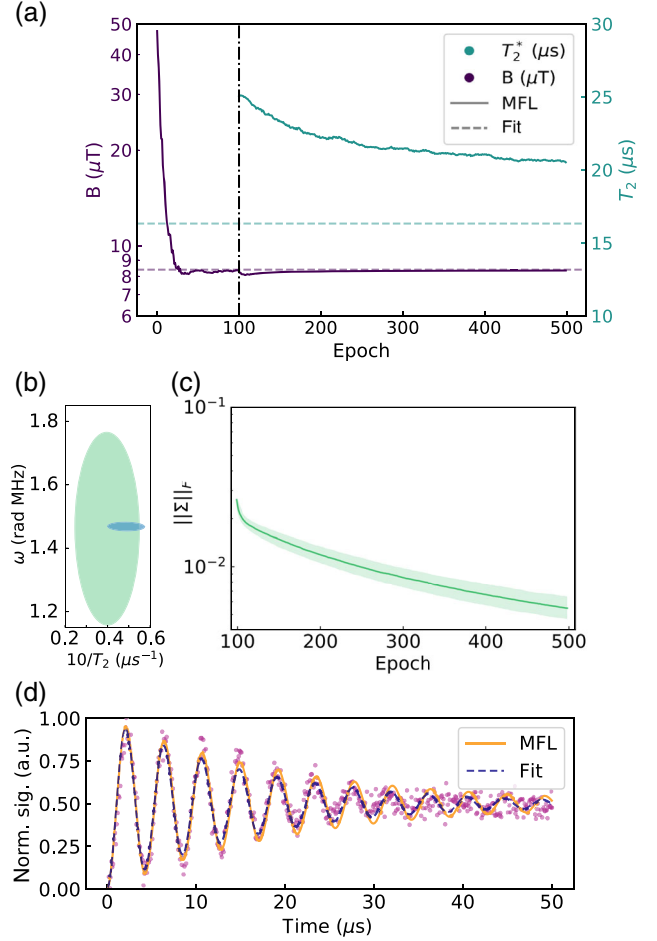 (a)
50
40
30
20
10
9
8
7
6
B (μT)
30
25
20
15
10
T₂ (μs)
T₂* (μs)
B (μT)
MFL
Fit
0
100
200
300
400
500
Epoch
(b)
1.8
1.6
1.4
1.2
ω (rad MHz)
0.2
0.4
0.6
10/T₂ (μs⁻¹)
(c)
10⁻¹
10⁻²
||Σ||F
100
200
300
400
500
Epoch
(d)
1.00
0.75
0.50
0.25
0.00
Norm. sig. (a.u.)
MFL
Fit
0
10
20
30
40
50
Time (μs)